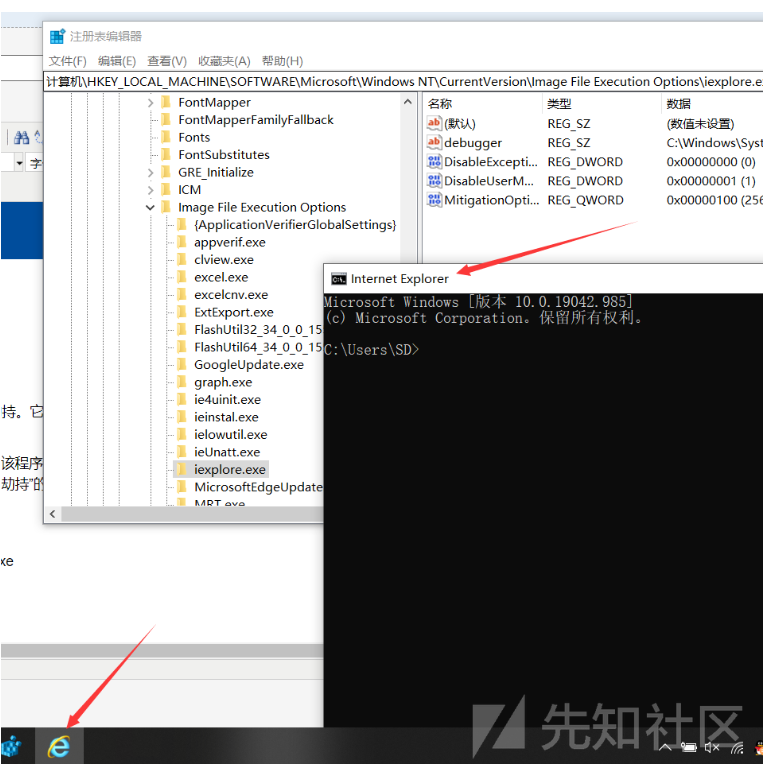 注册表编辑器
文件(F) 编辑(E) 查看(V) 收藏夹(A) 帮助(H)
计算机\HKEY_LOCAL_MACHINE\SOFTWARE\Microsoft\Windows NT\CurrentVersion\Image File Execution Options\iexplore.e
FontMapper
FontMapperFamilyFallback
Fonts
FontSubstitutes
GRE_Initialize
ICM
Image File Execution Options
{ApplicationVerifierGlobalSettings}
appverif.exe
clview.exe
excel.exe
excelcnv.exe
ExtExport.exe
FlashUtil32_34_0_0_15
FlashUtil64_34_0_0_15
GoogleUpdate.exe
graph.exe
ie4uinit.exe
ieinstal.exe
ielowutil.exe
ieUnatt.exe
iexplore.exe
MicrosoftEdgeUpdate
MRT.exe
名称 类型 数据
ab (默认) REG_SZ (数值未设置)
ab debugger REG_SZ C:\Windows\Syst
DisableExcepti... REG_DWORD 0x00000000 (0)
DisableUserM... REG_DWORD 0x00000001 (1)
MitigationOpti... REG_QWORD 0x00000100 (256
C:\. Internet Explorer
Microsoft Windows [版本 10.0.19042.985]
(c) Microsoft Corporation。保留所有权利。
C:\Users\SD>
字
持。它
该程序
劫持"的
xe
先知社区